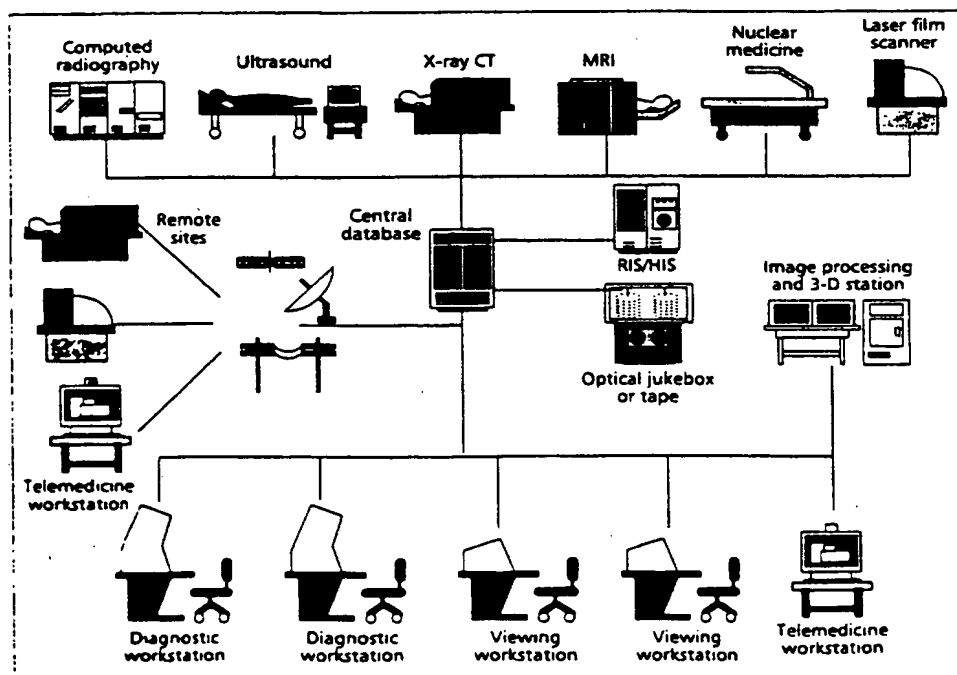 Computed
radiography
Ultrasound
X-ray CT
MRI
Nuclear
medicine
Laser film
scanner
Remote
sites
Central
database
RIS/HIS
Image processing
and 3-D station
Optical jukebox
or tape
Telemedicine
workstation
Diagnostic
workstation
Diagnostic
workstation
Viewing
workstation
Viewing
workstation
Telemedicine
workstation